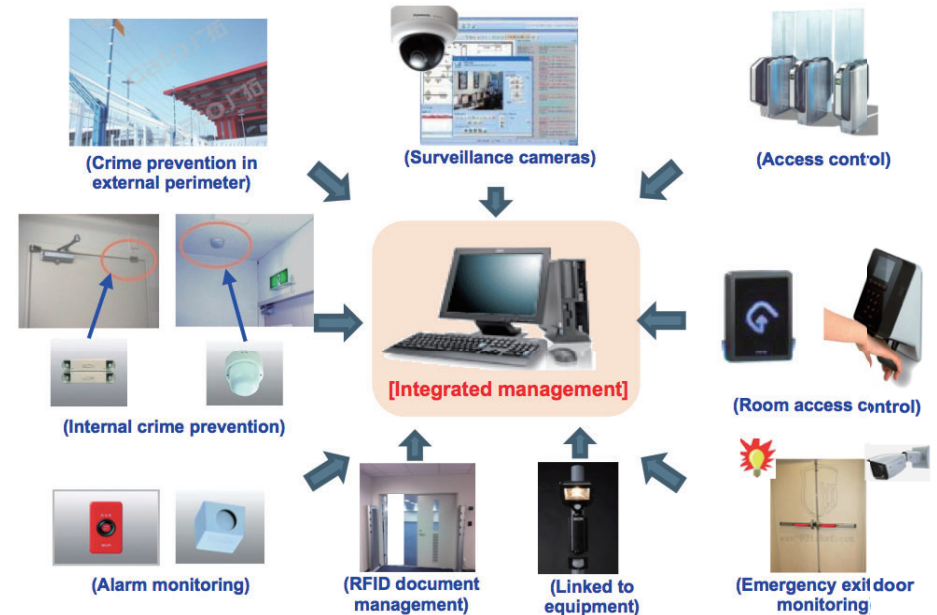 (Crime prevention in
external perimeter)
(Surveillance cameras)
(Access control)
(Internal crime prevention)
[Integrated management]
(Room access control)
(Alarm monitoring)
(RFID document
management)
(Linked to
equipment)
(Emergency exit door
monitoring)